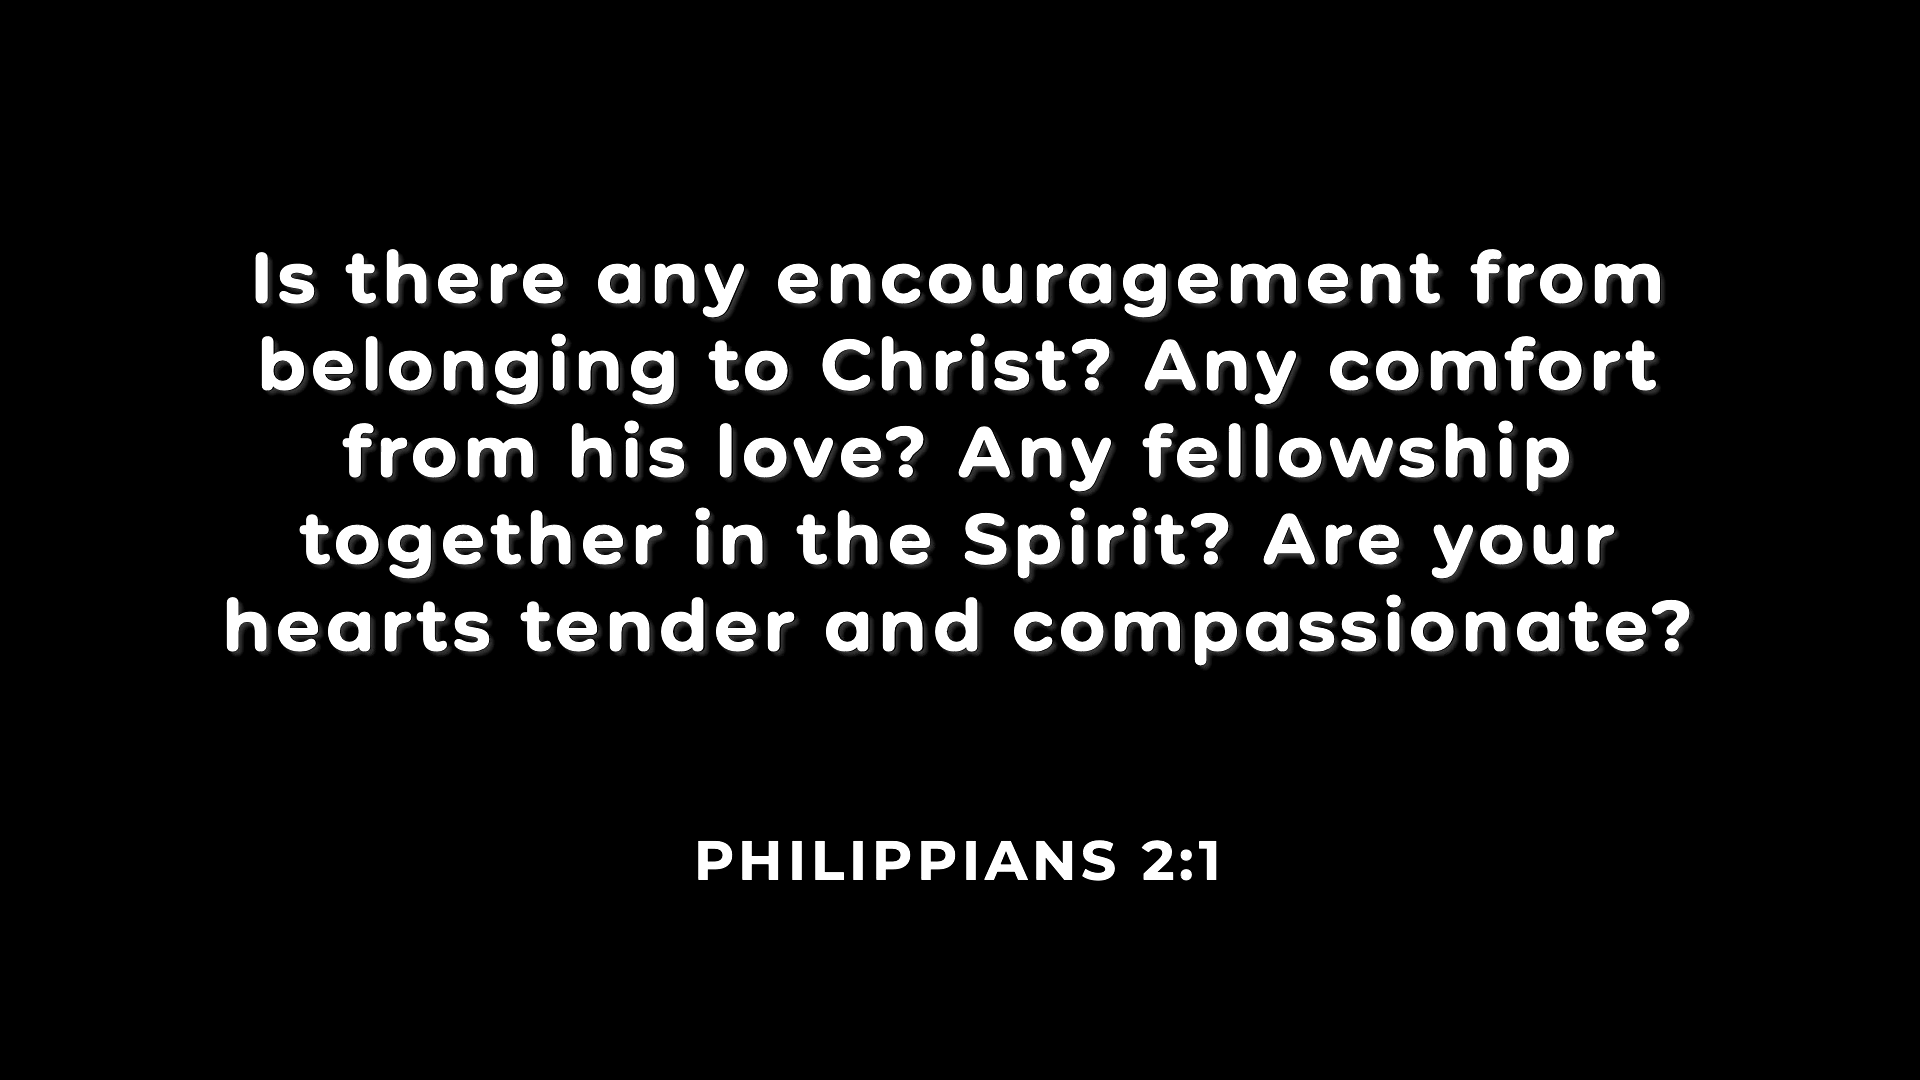 Is there any encouragement from
belonging to Christ? Any comfort
from his love? Any fellowship
together in the Spirit? Are your
hearts tender and compassionate?
PHILIPPIANS 2:1